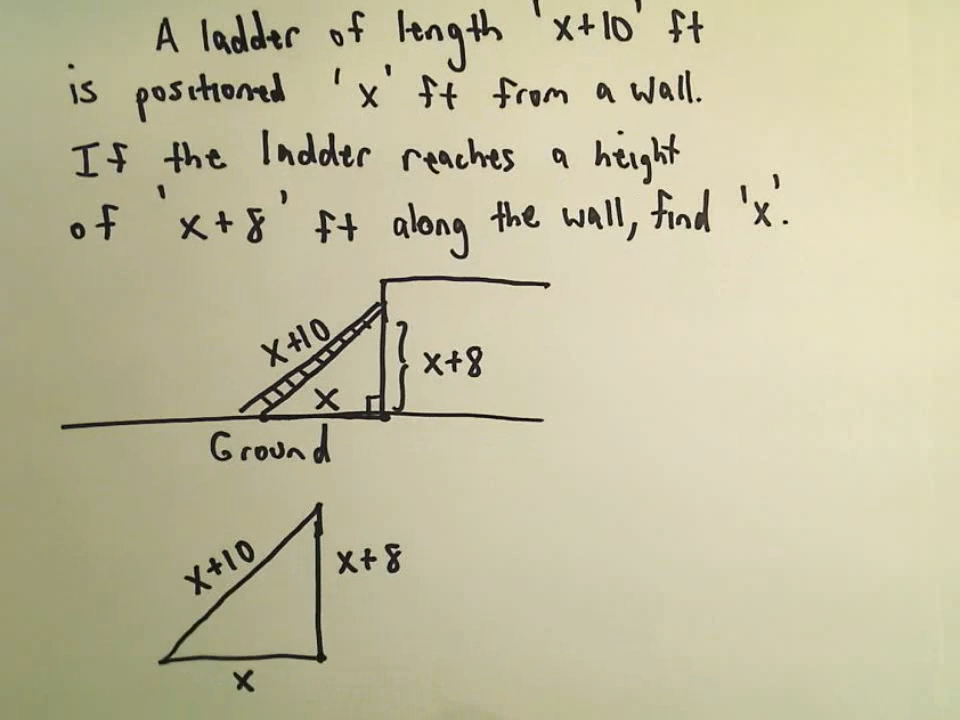 A ladder of length 'x+10' ft
is positioned 'x' ft from a wall.
If the ladder reaches a height
of 'x+8' ft along the wall, find 'x'.
x+10
x+8
x
Ground
x+10
x+8
x